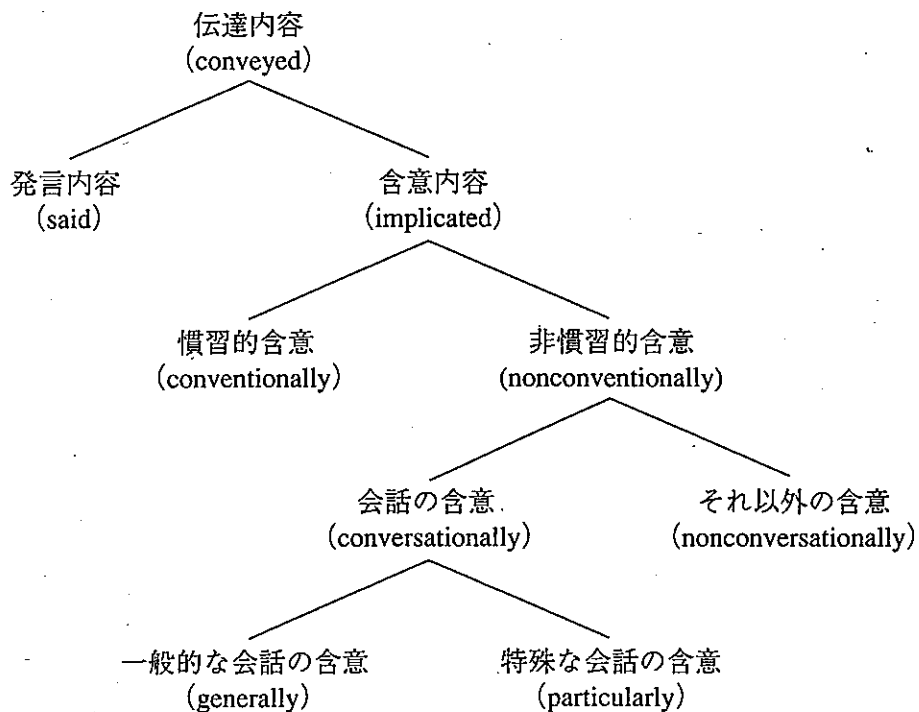 伝達内容
(conveyed)
発言内容
(said)
含意内容
(implicated)
慣習的含意
(conventionally)
非慣習的含意
(nonconventionally)
会話の含意
(conversationally)
それ以外の含意
(nonconversationally)
一般的な会話の含意
(generally)
特殊な会話の含意
(particularly)